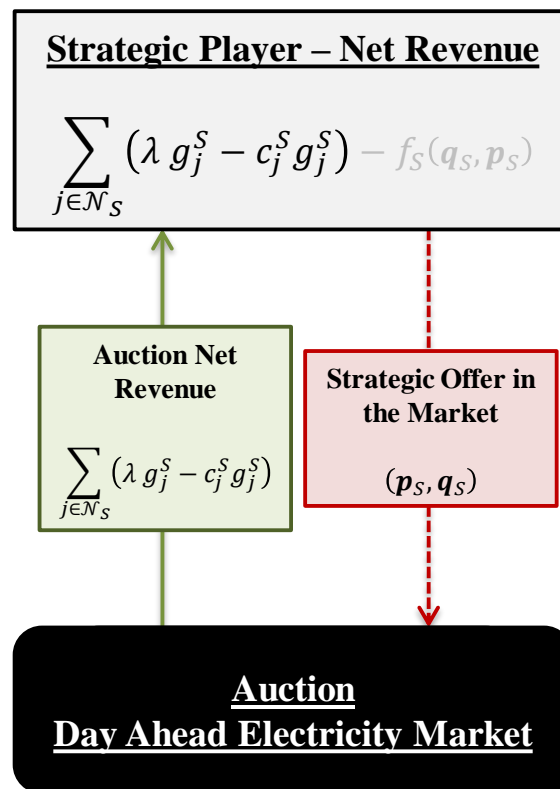 Strategic Player – Net Revenue
∑_{j∈𝒩_S} (λ g_j^S − c_j^S g_j^S) − f_S(𝒒_S, 𝒑_S)
Auction Net
Revenue
∑_{j∈𝒩_S} (λ g_j^S − c_j^S g_j^S)
Strategic Offer in
the Market
(𝒑_S, 𝒒_S)
Auction
Day Ahead Electricity Market